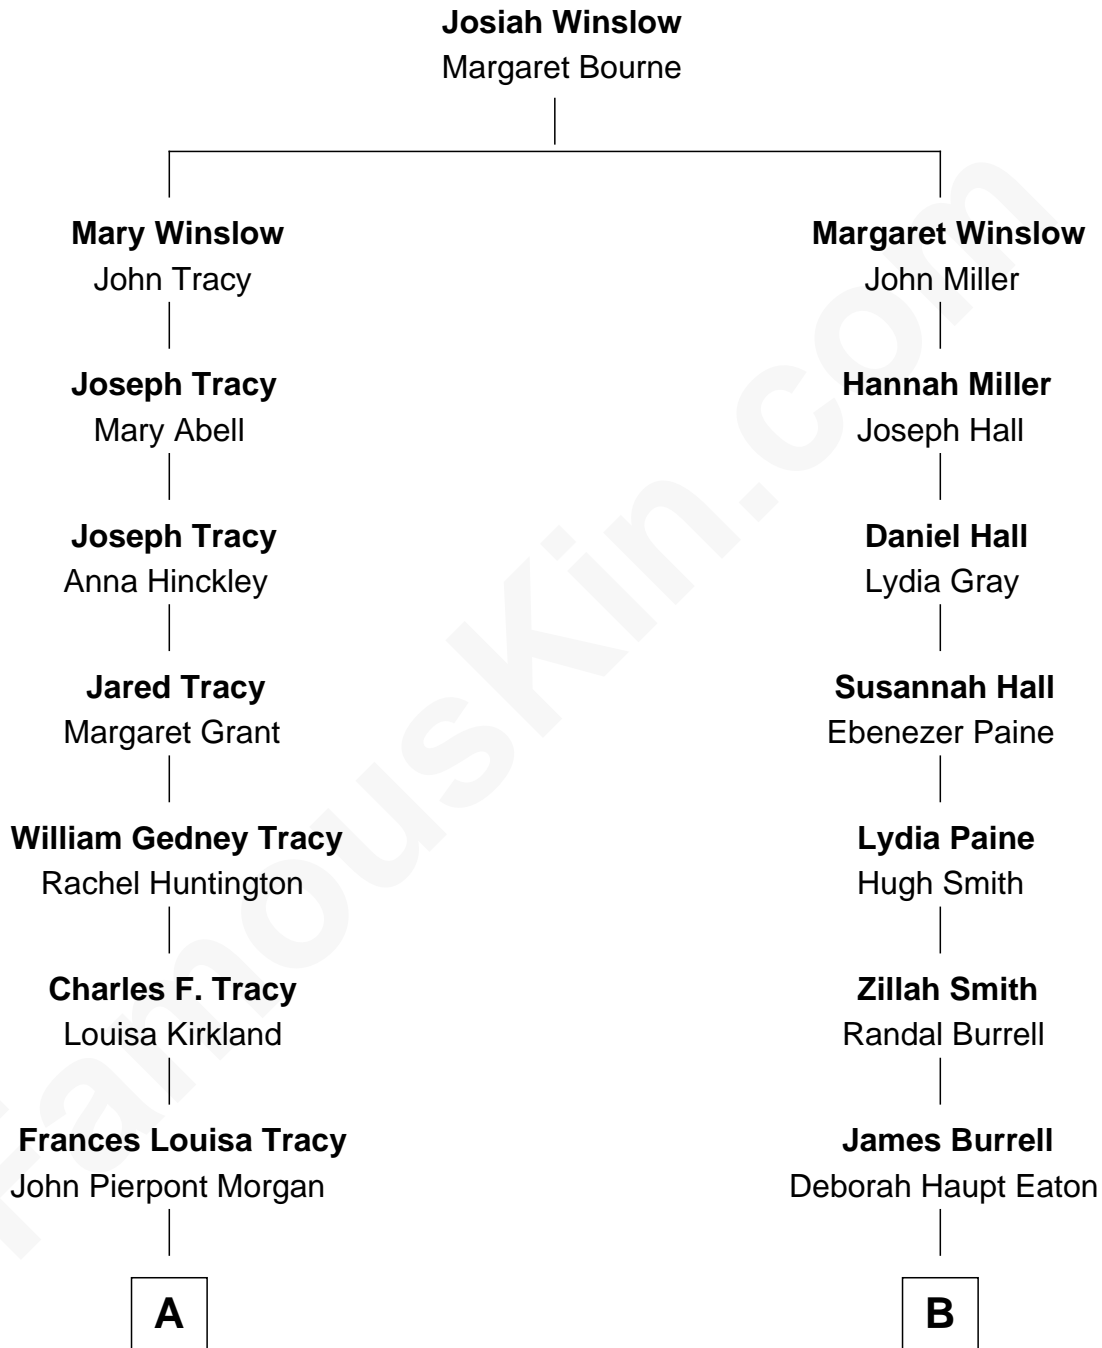 Josiah Winslow
Margaret Bourne
Mary Winslow
John Tracy
Margaret Winslow
John Miller
Joseph Tracy
Mary Abell
Hannah Miller
Joseph Hall
Joseph Tracy
Anna Hinckley
Daniel Hall
Lydia Gray
Jared Tracy
Margaret Grant
Susannah Hall
Ebenezer Paine
William Gedney Tracy
Rachel Huntington
Lydia Paine
Hugh Smith
Charles F. Tracy
Louisa Kirkland
Zillah Smith
Randal Burrell
Frances Louisa Tracy
John Pierpont Morgan
James Burrell
Deborah Haupt Eaton
A
B
FamousKin.com